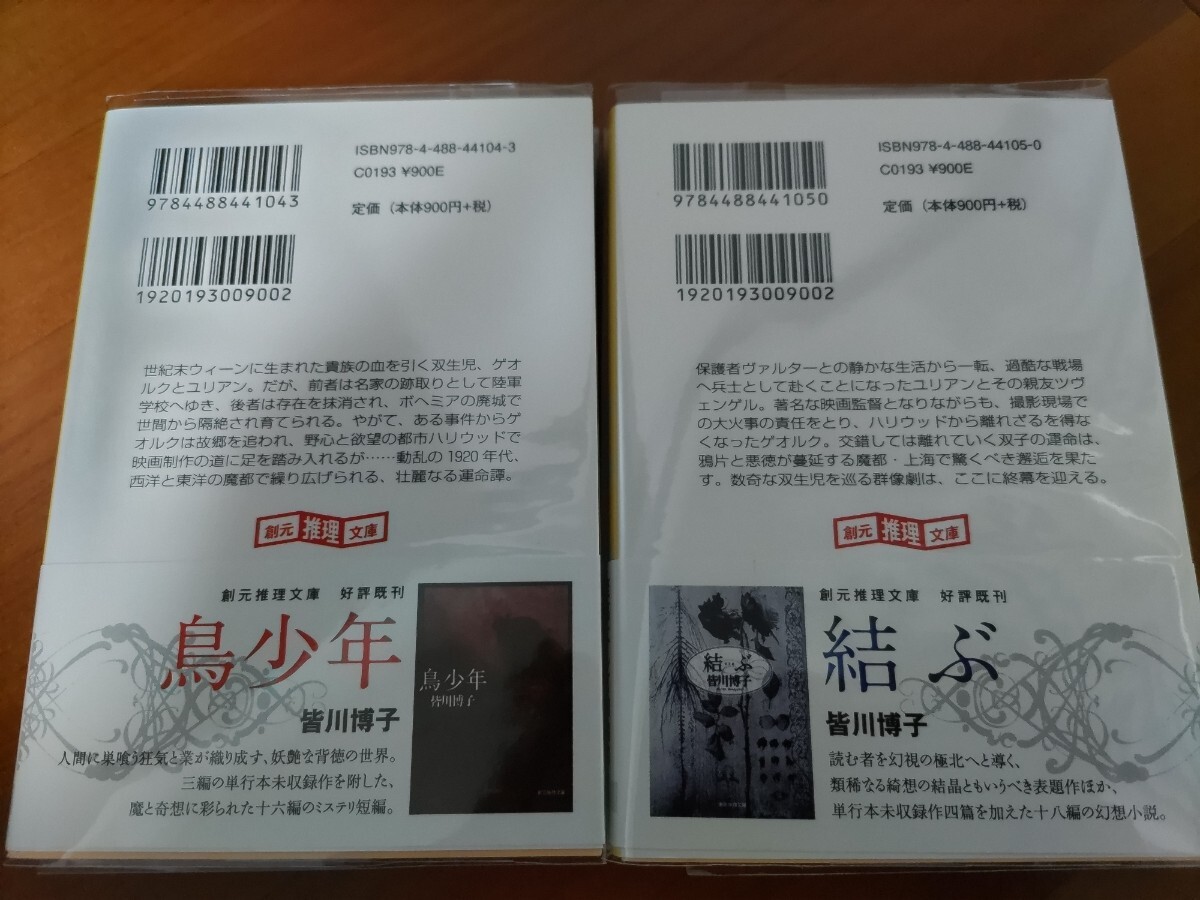 ISBN978-4-488-44104-3
C0193 ¥900E
定価（本体900円+税）
9784488441043
1920193009002
世紀末ウィーンに生まれた貴族の血を引く双生児、ゲオ
ルクとユリアン。だが、前者は名家の跡取りとして陸軍
学校へゆき、後者は存在を抹消され、ボヘミアの廃城で
世間から隔絶され育てられる。やがて、ある事件からゲ
オルクは故郷を追われ、野心と欲望の都市ハリウッドで
映画制作の道に足を踏み入れるが……動乱の1920年代、
西洋と東洋の魔都で繰り広げられる、壮麗なる運命譚。
創元推理文庫
創元推理文庫 好評既刊
鳥少年
皆川博子
人間に巣喰う狂気と業が織り成す、妖艶な背徳の世界。
三編の単行本未収録作を附した、
魔と奇想に彩られた十六編のミステリ短編。
鳥少年
皆川博子
ISBN978-4-488-44105-0
C0193 ¥900E
定価（本体900円+税）
9784488441050
1920193009002
保護者ヴァルターとの静かな生活から一転、過酷な戦場
へ兵士として赴くことになったユリアンとその親友ツヴ
ェンゲル。著名な映画監督となりながらも、撮影現場で
の大火事の責任をとり、ハリウッドから離れざるを得な
くなったゲオルク。交錯しては離れていく双子の運命は、
鴉片と悪徳が蔓延する魔都・上海で驚くべき邂逅を果た
す。数奇な双生児を巡る群像劇は、ここに終幕を迎える。
創元推理文庫
結ぶ
皆川博子
創元推理文庫 好評既刊
結ぶ
皆川博子
読む者を幻視の極北へと導く、
類稀なる綺想の結晶ともいうべき表題作ほか、
単行本未収録作四篇を加えた十八編の幻想小説。